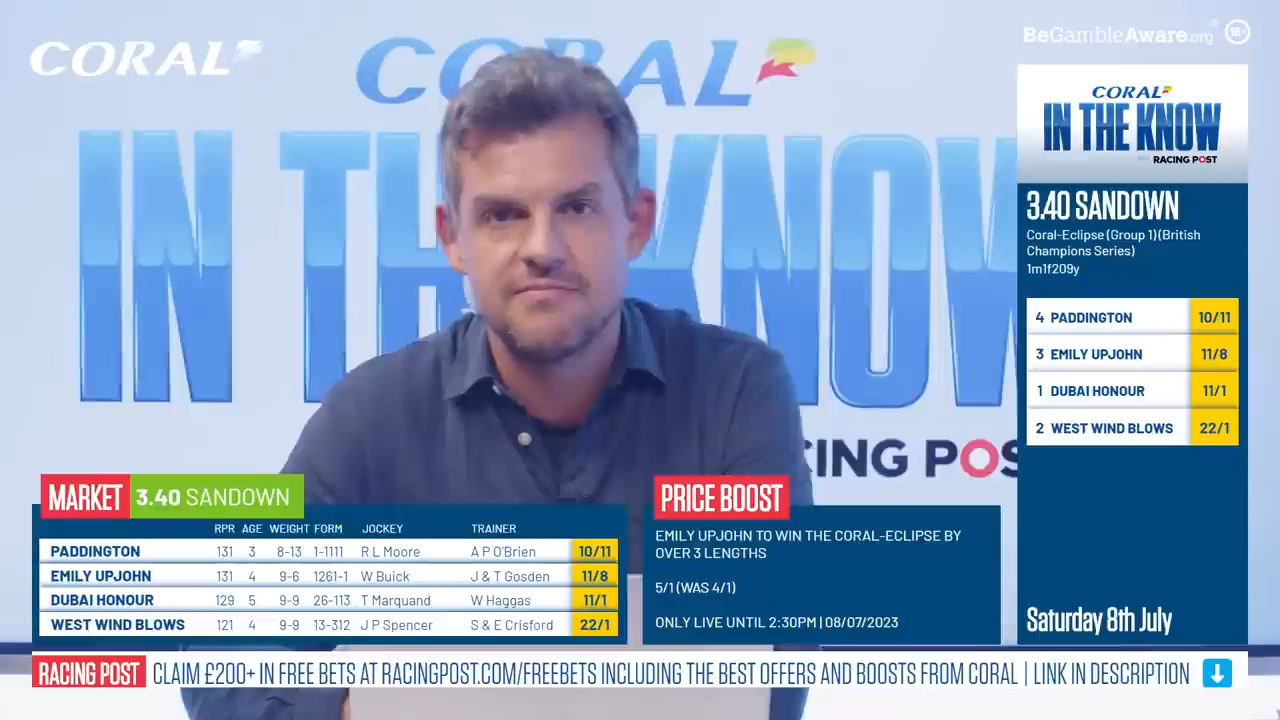 CORAL
CORAL
BeGambleAware.org 18+
CORAL
IN THE KNOW
RACING POST
IN THE KNOW
CING POS
3.40 SANDOWN
Coral-Eclipse (Group 1) (British
Champions Series)
1m1f209y
4 PADDINGTON 10/11
3 EMILY UPJOHN 11/8
1 DUBAI HONOUR 11/1
2 WEST WIND BLOWS 22/1
Saturday 8th July
MARKET 3.40 SANDOWN
RPR AGE WEIGHT FORM JOCKEY TRAINER
PADDINGTON 131 3 8-13 1-1111 R L Moore A P O'Brien 10/11
EMILY UPJOHN 131 4 9-6 1261-1 W Buick J & T Gosden 11/8
DUBAI HONOUR 129 5 9-9 26-113 T Marquand W Haggas 11/1
WEST WIND BLOWS 121 4 9-9 13-312 J P Spencer S & E Crisford 22/1
PRICE BOOST
EMILY UPJOHN TO WIN THE CORAL-ECLIPSE BY
OVER 3 LENGTHS
5/1 (WAS 4/1)
ONLY LIVE UNTIL 2:30PM | 08/07/2023
RACING POST CLAIM £200+ IN FREE BETS AT RACINGPOST.COM/FREEBETS INCLUDING THE BEST OFFERS AND BOOSTS FROM CORAL | LINK IN DESCRIPTION